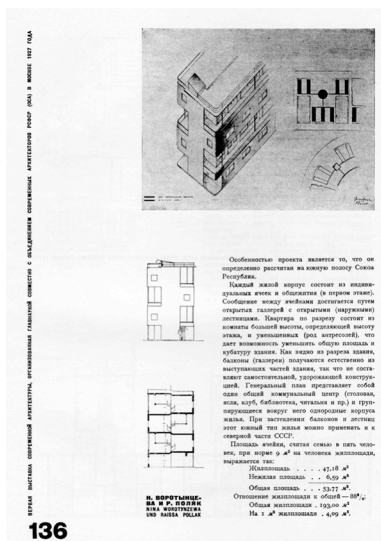 ПЕРВАЯ ВЫСТАВКА СОВРЕМЕННОЙ АРХИТЕКТУРЫ, ОРГАНИЗОВАННАЯ ГЛАВНАУКОЙ СОВМЕСТНО С ОБЪЕДИНЕНИЕМ СОВРЕМЕННЫХ АРХИТЕКТОРОВ РСФСР (ОСА) В МОСКВЕ 1927 ГОДА
Особенностью проекта является то, что он
определенно рассчитан на южную полосу Союза
Республик.
Каждый жилой корпус состоит из индиви-
дуальных ячеек и общежития (в первом этаже).
Сообщение между ячейками достигается путем
открытых галлерей с открытыми (наружными)
лестницами. Квартира по разрезу состоит из
комнаты большей высоты, определяющей высоту
этажа, и уменьшенных (род антресолей), что
дает возможность уменьшить общую площадь и
кубатуру здания. Как видно из разреза здания,
балконы (галлереи) получаются естественно из
выступающих частей здания, так что не соста-
вляют самостоятельной, удорожающей конструк-
ции. Генеральный план представляет собой
один общий коммунальный центр (столовая,
ясли, клуб, библиотека, читальня и пр.) и груп-
пирующиеся вокруг него однородные корпуса
жилья. При застеклении балконов и лестниц
этот южный тип жилья можно применить и к
северной части СССР.
Площадь ячейки, считая семью в пять чело-
век, при норме 9 м² на человека жилплощади,
выражается так:
Жилплощадь . . . . 47,18 м²
Нежилая площадь . . 6,59 м²
Общая площадь . . . 53,77 м².
Отношение жилплощади к общей — 88%.
Общая жилплощади . 193,00 м²
На 1 м² жилплощади . 4,09 м².
Н. ВОРОТЫНЦЕ-
ВА И Р. ПОЛЯК
NINA WOROTYNZEWA
UND RAISSA POLLAK
136